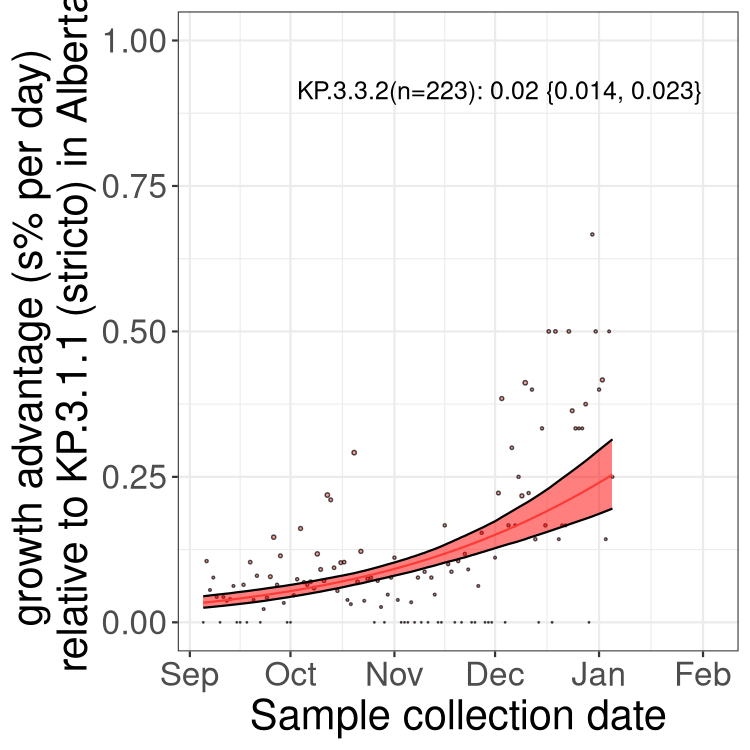 growth advantage (s% per day)
relative to KP.3.1.1 (stricto) in Alberta
KP.3.3.2(n=223): 0.02 {0.014, 0.023}
1.00
0.75
0.50
0.25
0.00
Sep Oct Nov Dec Jan Feb
Sample collection date